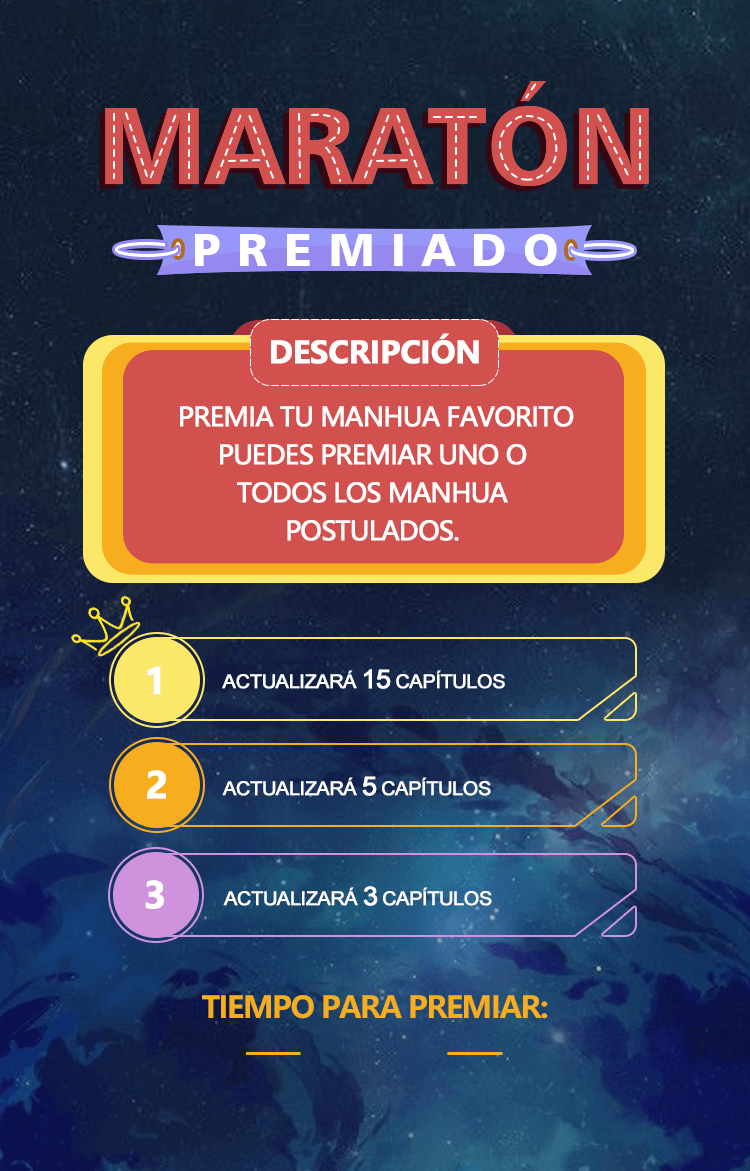 MARATÓN
PREMIADO
DESCRIPCIÓN
PREMIA TU MANHUA FAVORITO
PUEDES PREMIAR UNO O
TODOS LOS MANHUA
POSTULADOS.
1
ACTUALIZARÁ 15 CAPÍTULOS
2
ACTUALIZARÁ 5 CAPÍTULOS
3
ACTUALIZARÁ 3 CAPÍTULOS
TIEMPO PARA PREMIAR: